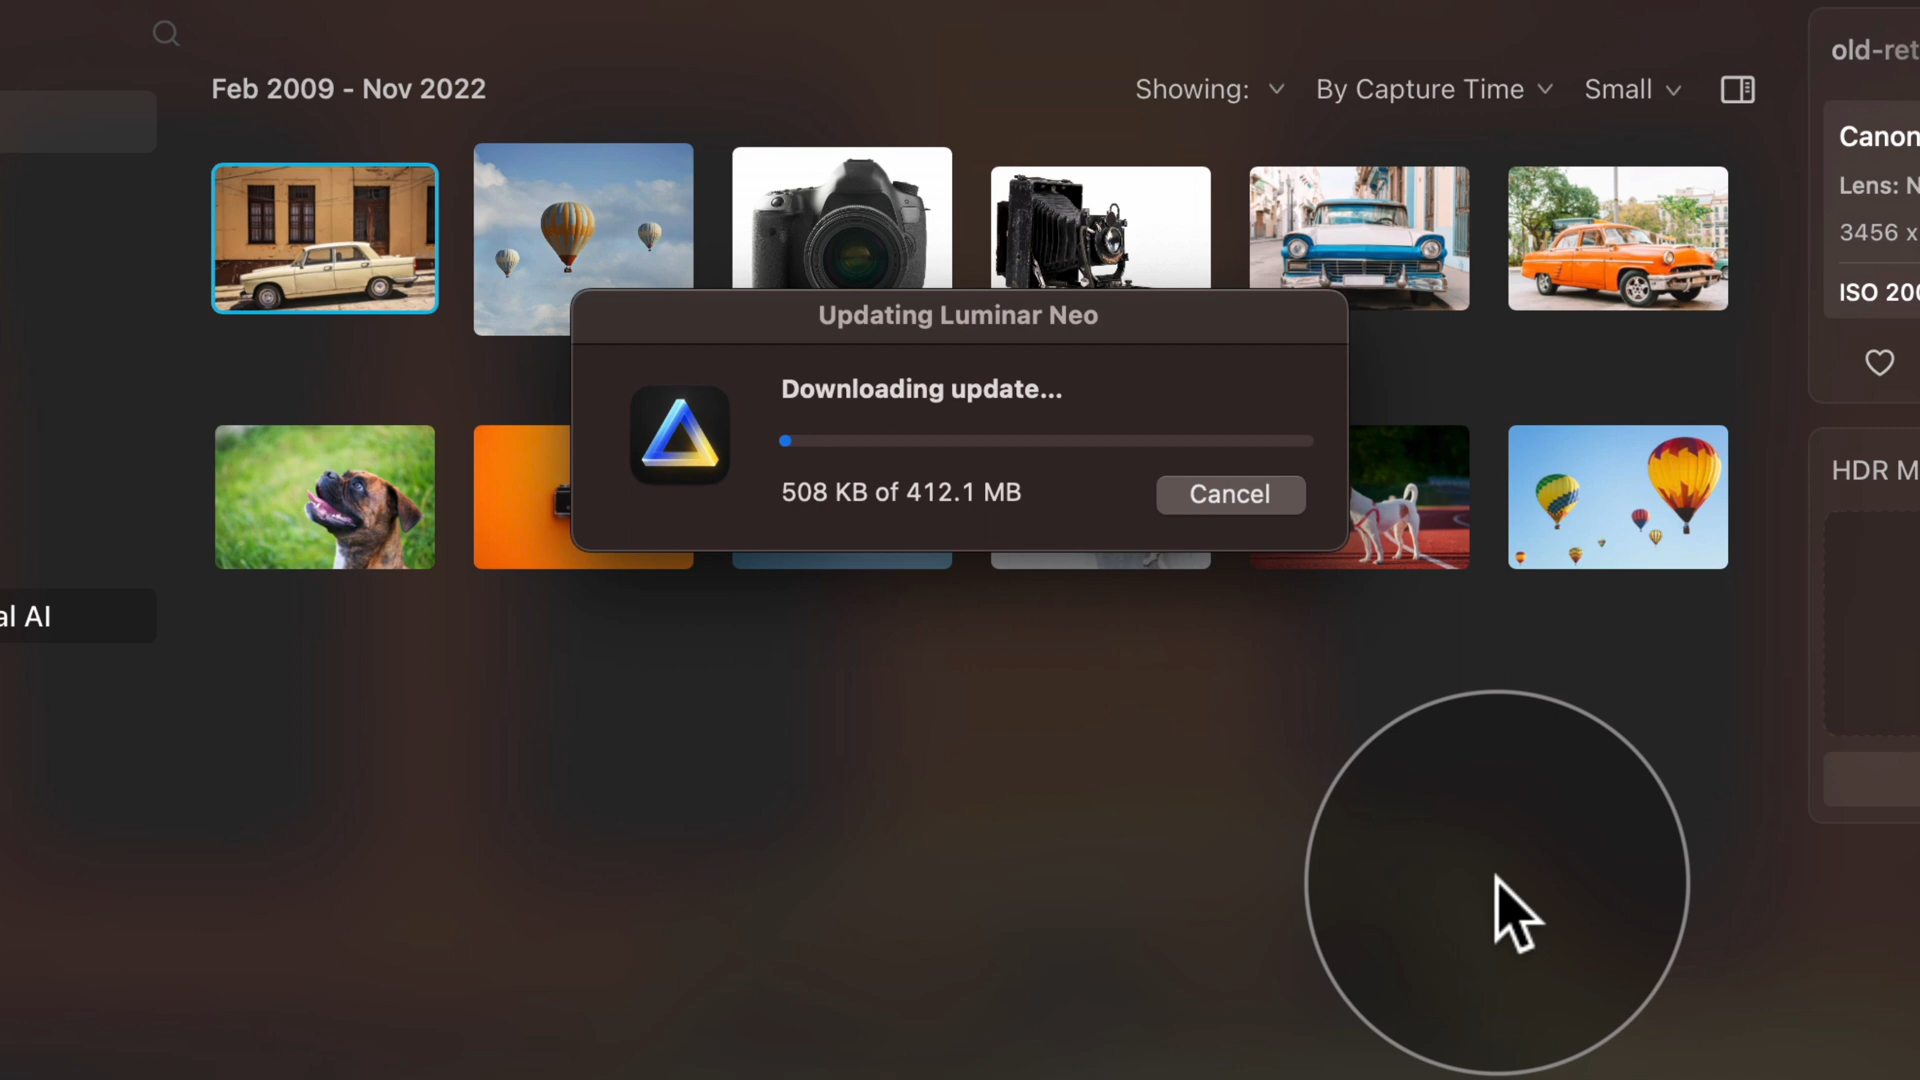 Feb 2009 - Nov 2022
Showing:
By Capture Time
Small
old-ret
Canon
Lens: N
3456 x
ISO 200
Updating Luminar Neo
Downloading update...
508 KB of 412.1 MB
Cancel
HDR M
al AI